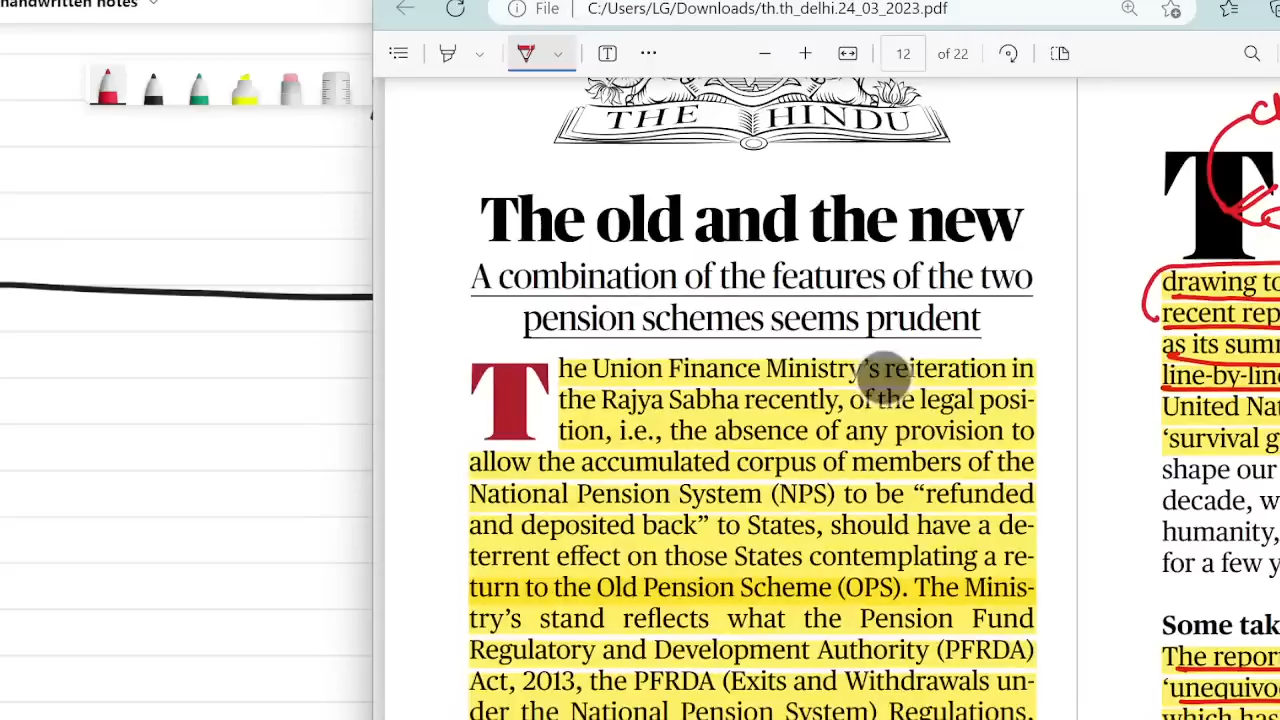 handwritten notes
File
C:/Users/LG/Downloads/th.th_delhi.24_03_2023.pdf
12 of 22
THE HINDU
The old and the new
A combination of the features of the two
pension schemes seems prudent
The Union Finance Ministry's reiteration in
the Rajya Sabha recently, of the legal posi-
tion, i.e., the absence of any provision to
allow the accumulated corpus of members of the
National Pension System (NPS) to be “refunded
and deposited back” to States, should have a de-
terrent effect on those States contemplating a re-
turn to the Old Pension Scheme (OPS). The Minis-
try's stand reflects what the Pension Fund
Regulatory and Development Authority (PFRDA)
Act, 2013, the PFRDA (Exits and Withdrawals un-
der the National Pension System) Regulations,
T
drawing to
recent rep
as its sum
line-by-lin
United Nat
‘survival g
shape our
decade, w
humanity,
for a few y
Some tak
The repor
‘unequivo
which has